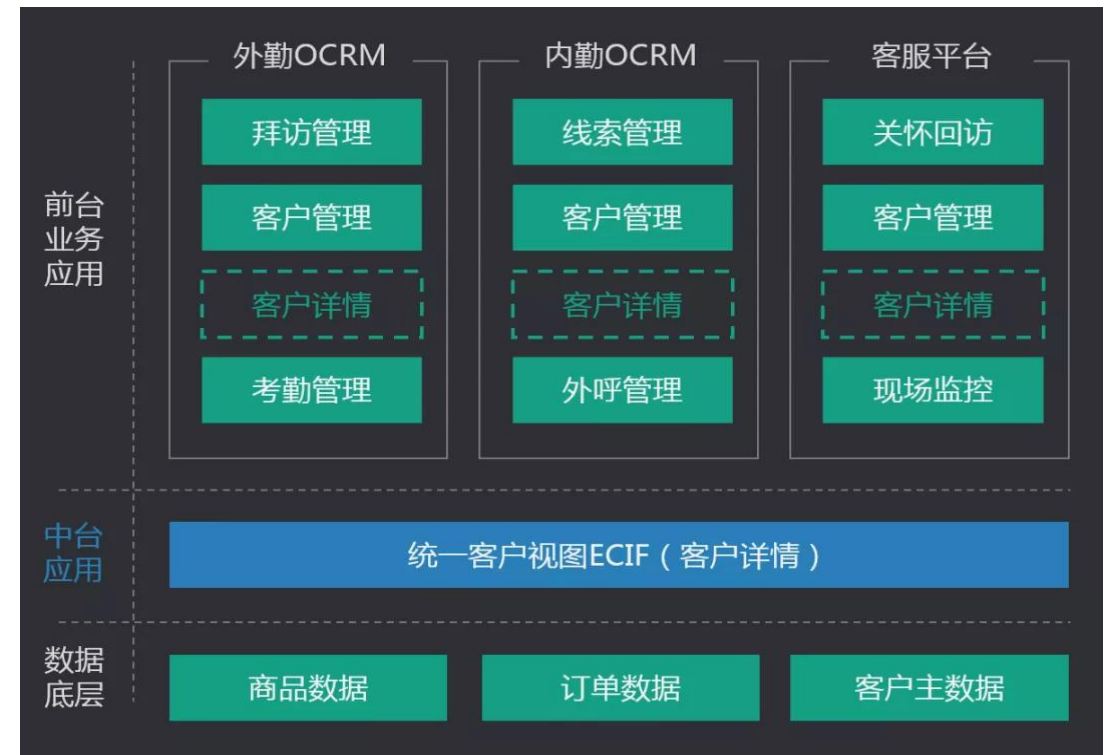 外勤OCRM
内勤OCRM
客服平台
前台
业务
应用
拜访管理
线索管理
关怀回访
客户管理
客户管理
客户管理
客户详情
客户详情
客户详情
考勤管理
外呼管理
现场监控
中台
应用
统一客户视图ECIF（客户详情）
数据
底层
商品数据
订单数据
客户主数据